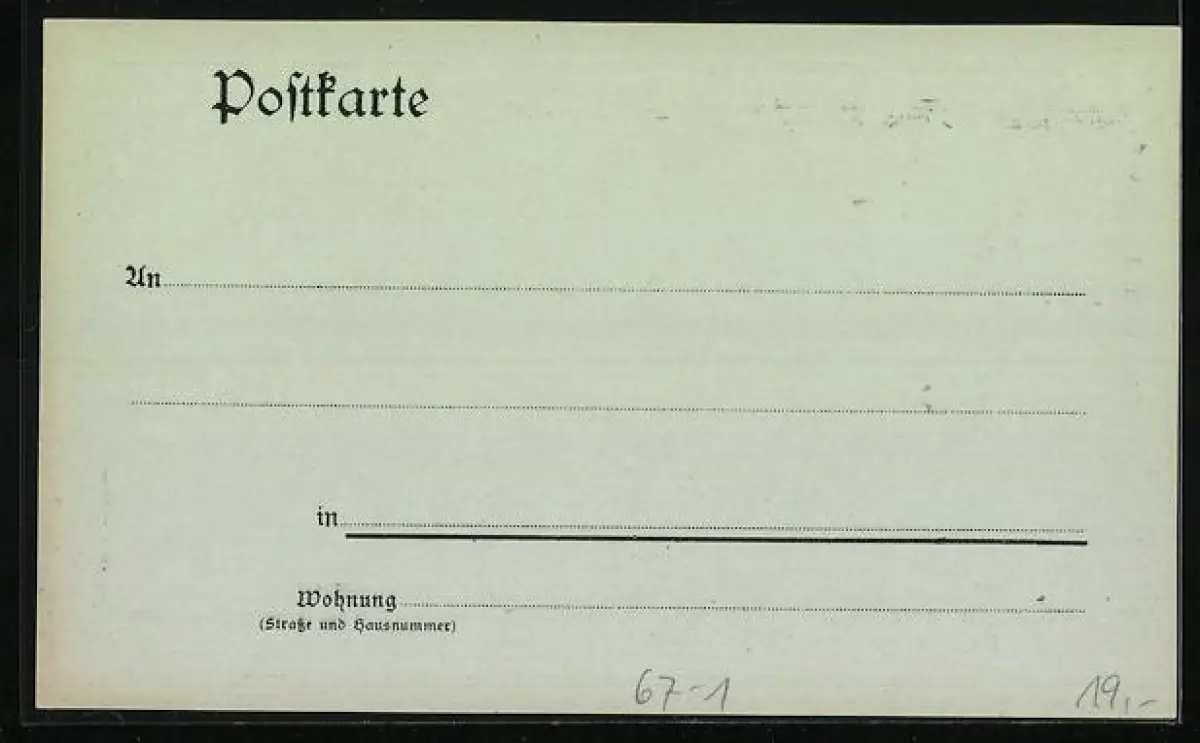 Postkarte
An
in
Wohnung
(Straße und Hausnummer)
67-1 19,-